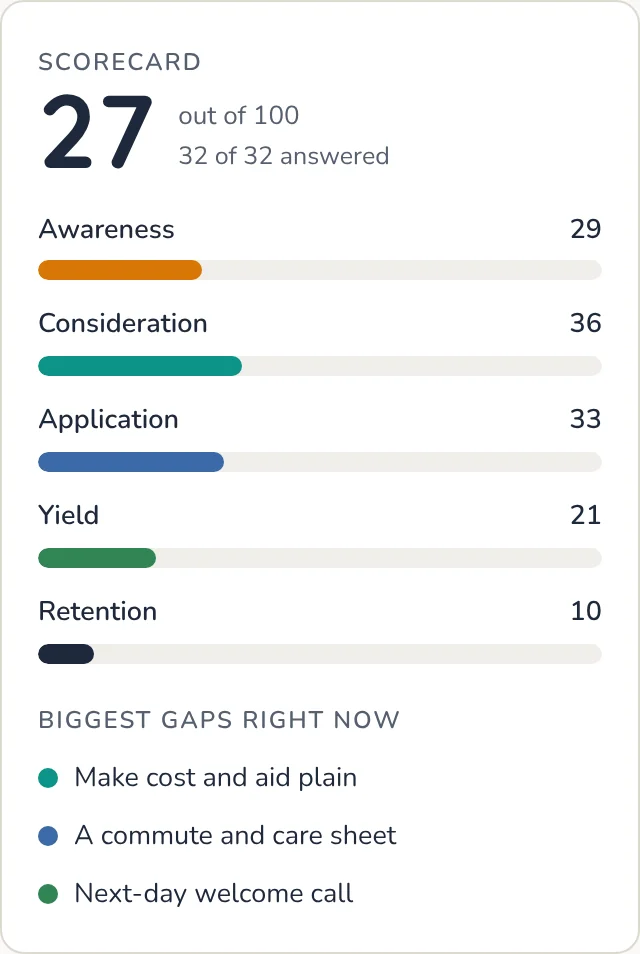 SCORECARD
27
out of 100
32 of 32 answered
Awareness 29
Consideration 36
Application 33
Yield 21
Retention 10
BIGGEST GAPS RIGHT NOW
Make cost and aid plain
A commute and care sheet
Next-day welcome call